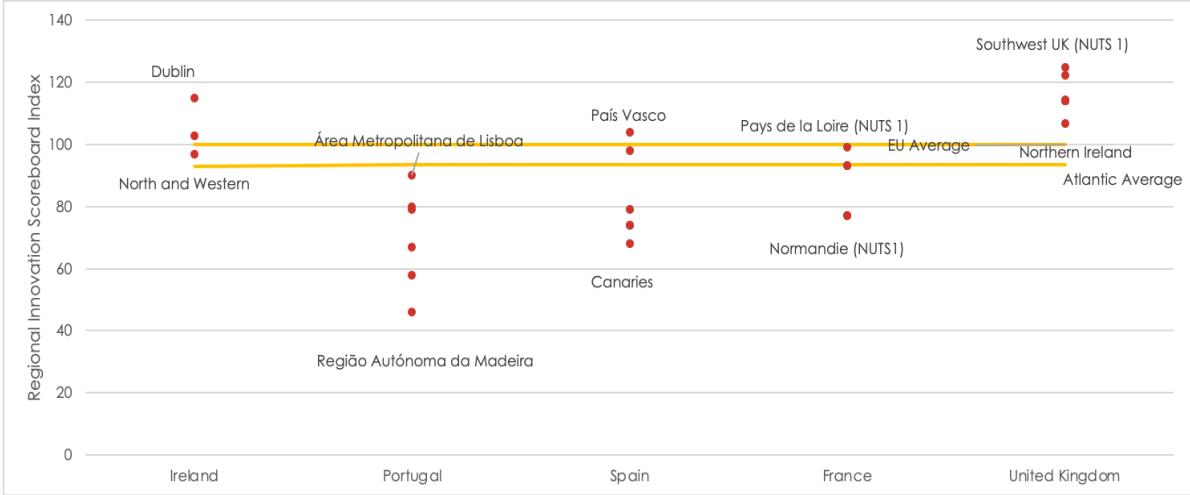 Regional Innovation Scoreboard Index
140
120
100
80
60
40
20
0
Southwest UK (NUTS 1)
Dublin
País Vasco
Pays de la Loire (NUTS 1)
Área Metropolitana de Lisboa
EU Average
Northern Ireland
North and Western
Atlantic Average
Normandie (NUTS1)
Canaries
Região Autónoma da Madeira
Ireland
Portugal
Spain
France
United Kingdom